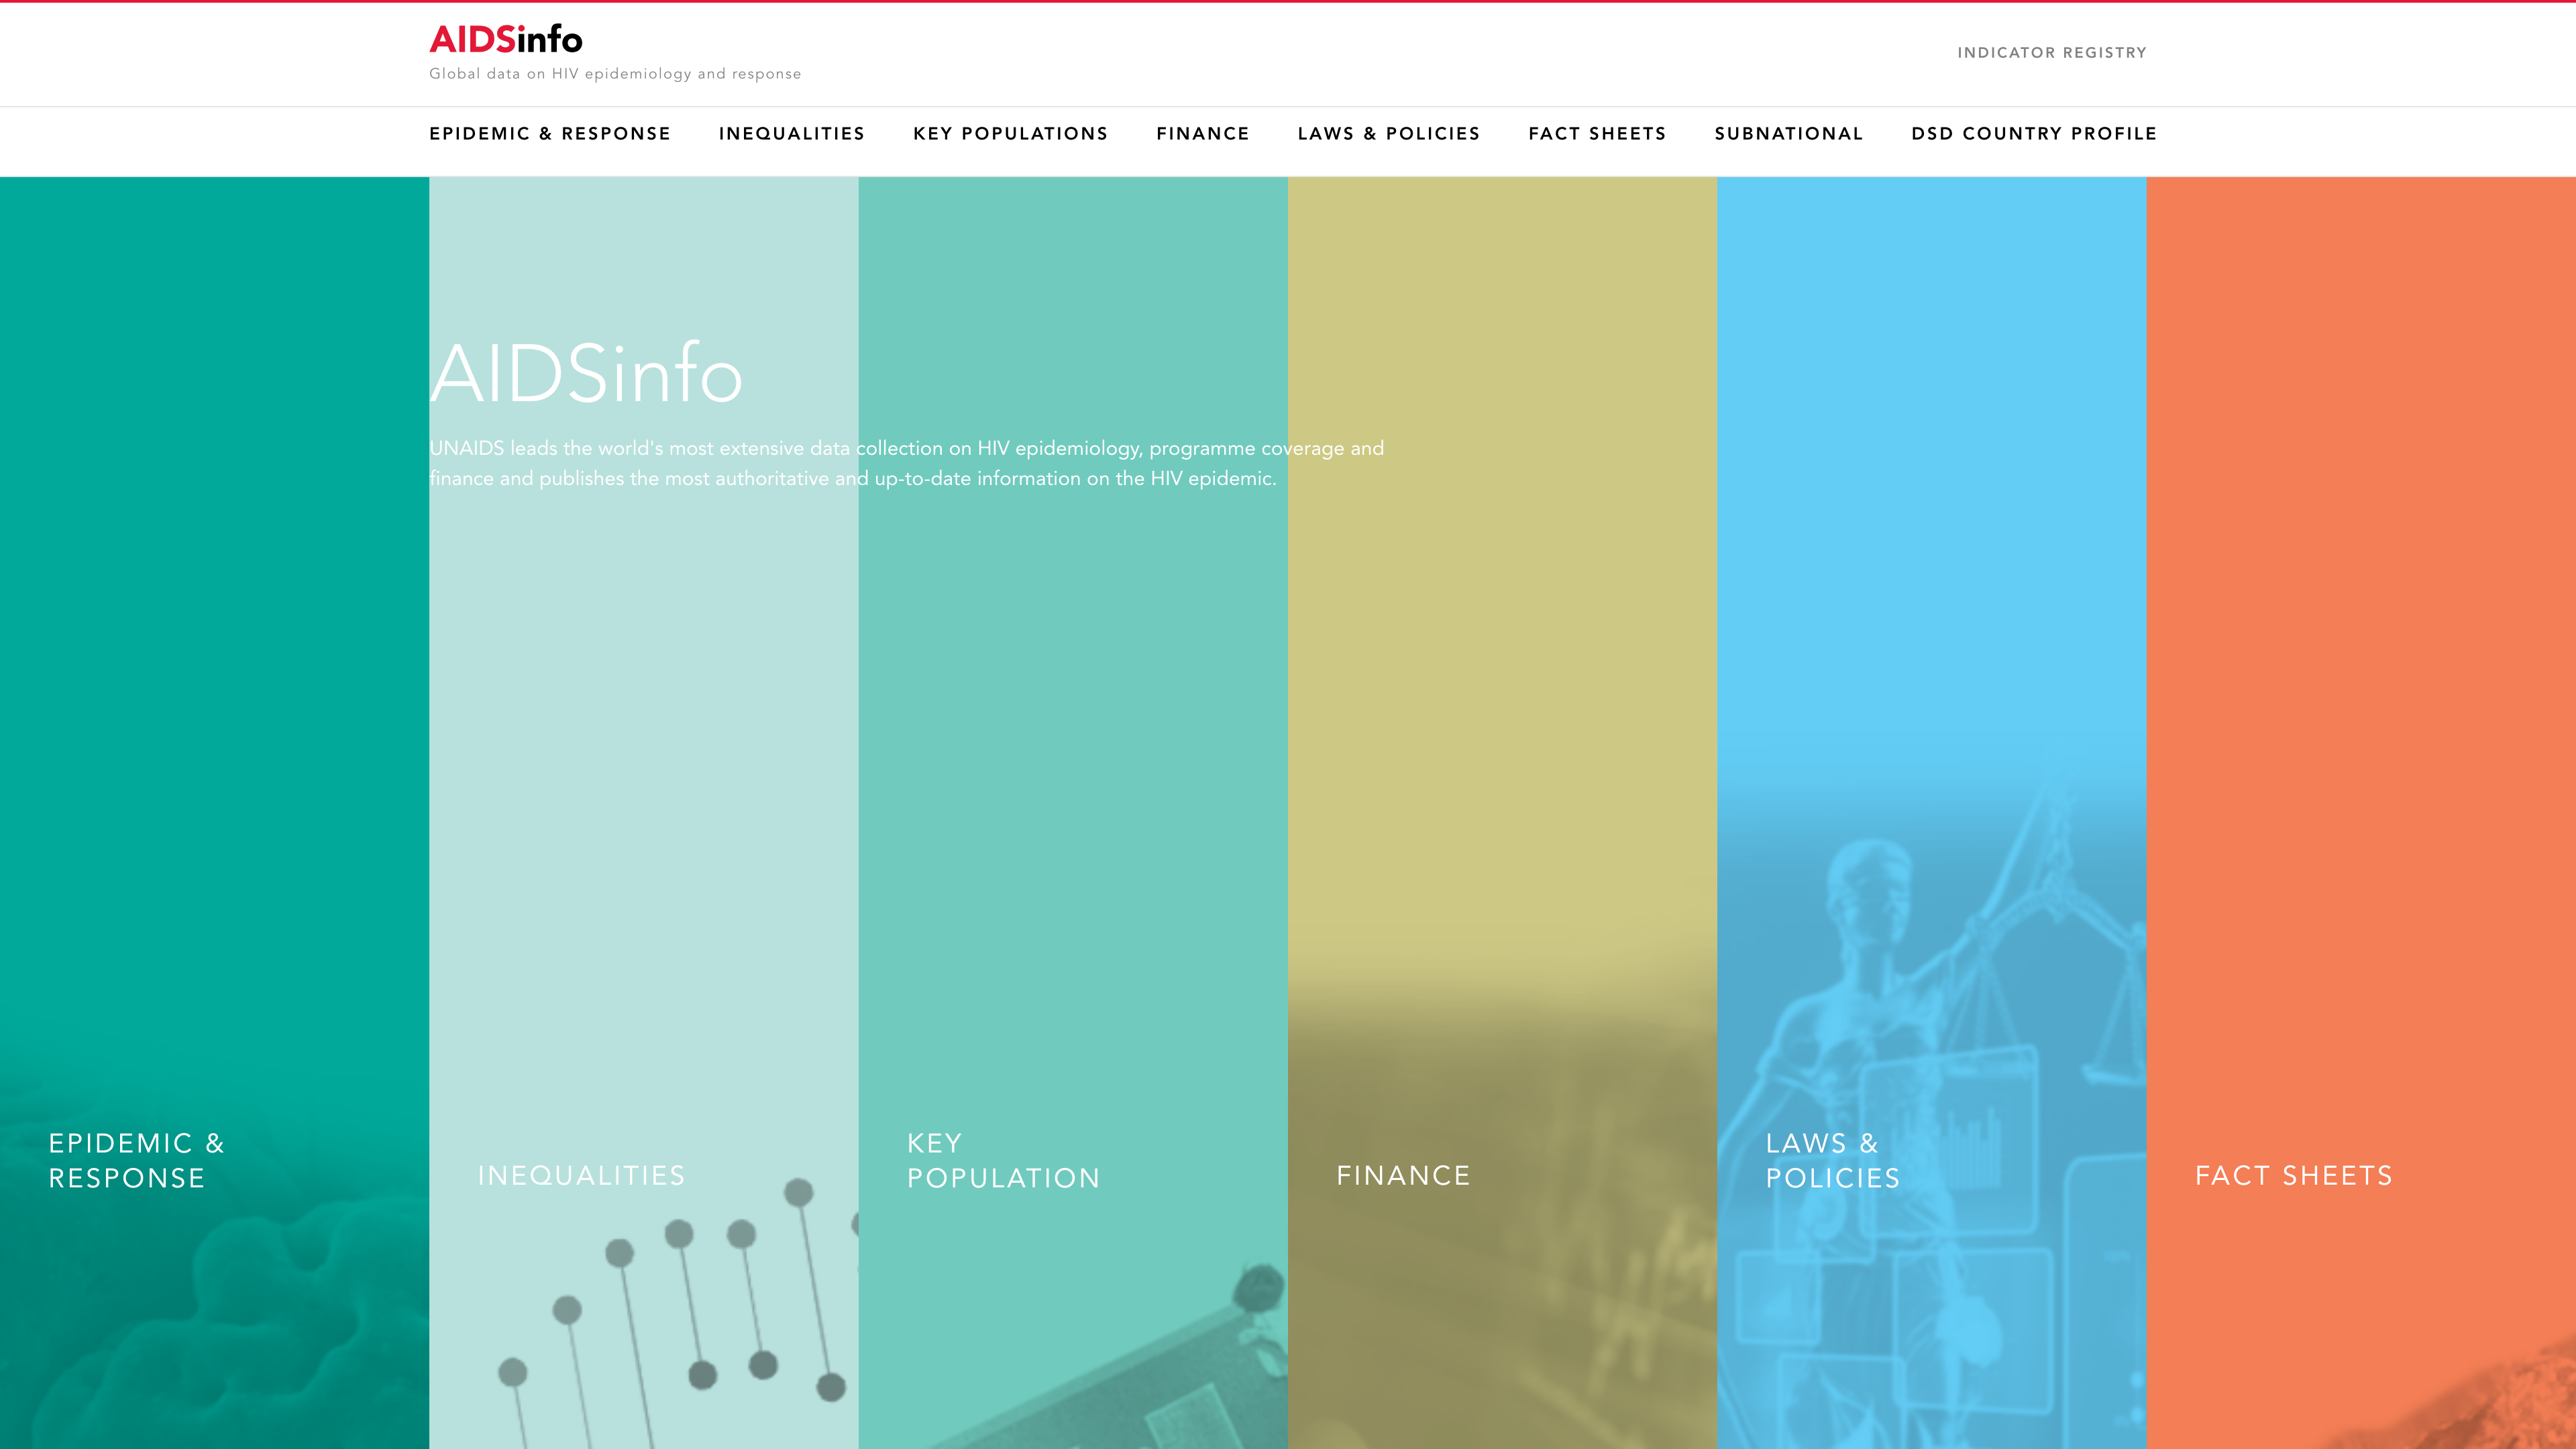 AIDSinfo
Global data on HIV epidemiology and response
INDICATOR REGISTRY
EPIDEMIC & RESPONSE INEQUALITIES KEY POPULATIONS FINANCE LAWS & POLICIES FACT SHEETS SUBNATIONAL DSD COUNTRY PROFILE
AIDSinfo
UNAIDS leads the world's most extensive data collection on HIV epidemiology, programme coverage and
finance and publishes the most authoritative and up-to-date information on the HIV epidemic.
EPIDEMIC &
RESPONSE
INEQUALITIES
KEY
POPULATION
FINANCE
LAWS &
POLICIES
FACT SHEETS